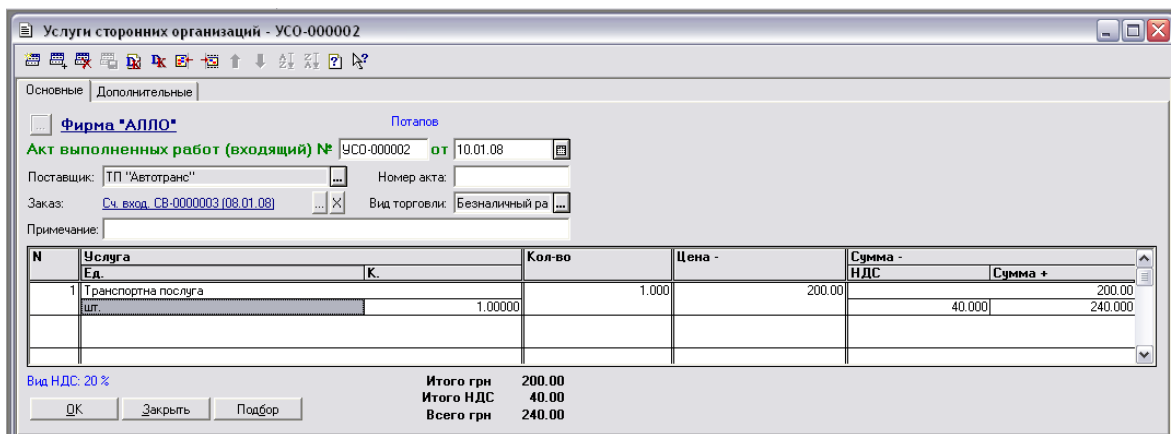 Услуги сторонних организаций - УСО-000002
Основные Дополнительные
... Фирма "АЛЛО" Потапов
Акт выполненных работ (входящий) № УСО-000002 от 10.01.08
Поставщик: ТП "Автотранс" ... Номер акта:
Заказ: Сч. вход. СВ-0000003 (08.01.08) ... X Вид торговли: Безналичный ра ...
Примечание:
N Услуга Кол-во Цена - Сумма -
Ед. К. НДС Сумма +
1 Транспортна послуга 1.000 200.00 200.00
шт. 1.00000 40.000 240.000
Вид НДС: 20 % Итого грн 200.00
Итого НДС 40.00
OK Закрыть Подбор Всего грн 240.00